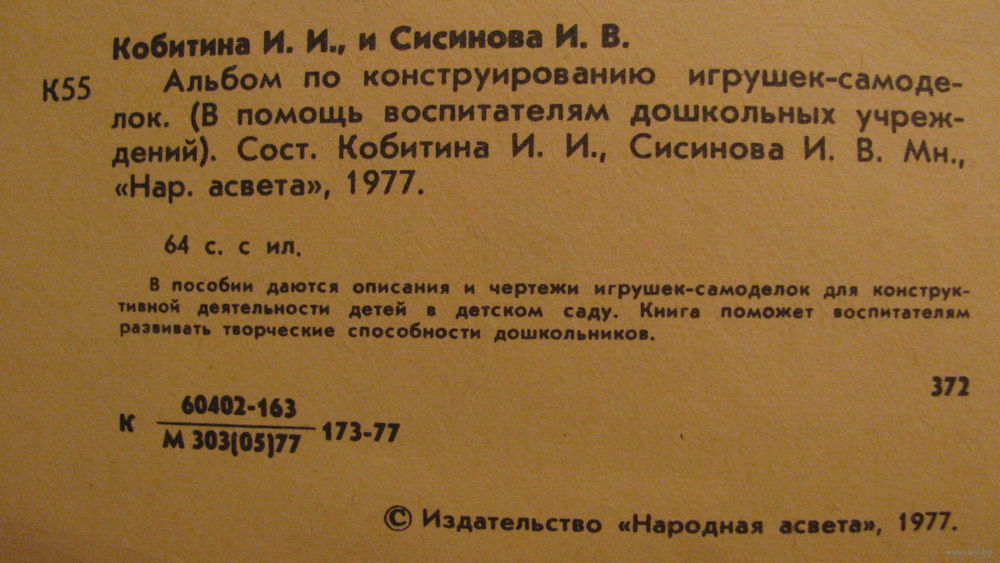 Кобитина И. И., и Сисинова И. В.
К55 Альбом по конструированию игрушек-самоде-
лок. (В помощь воспитателям дошкольных учреж-
дений). Сост. Кобитина И. И., Сисинова И. В. Мн.,
«Нар. асвета», 1977.
64 с. с ил.
В пособии даются описания и чертежи игрушек-самоделок для конструк-
тивной деятельности детей в детском саду. Книга поможет воспитателям
развивать творческие способности дошкольников.
372
К 60402-163
М 303(05)77 173-77
© Издательство «Народная асвета», 1977.